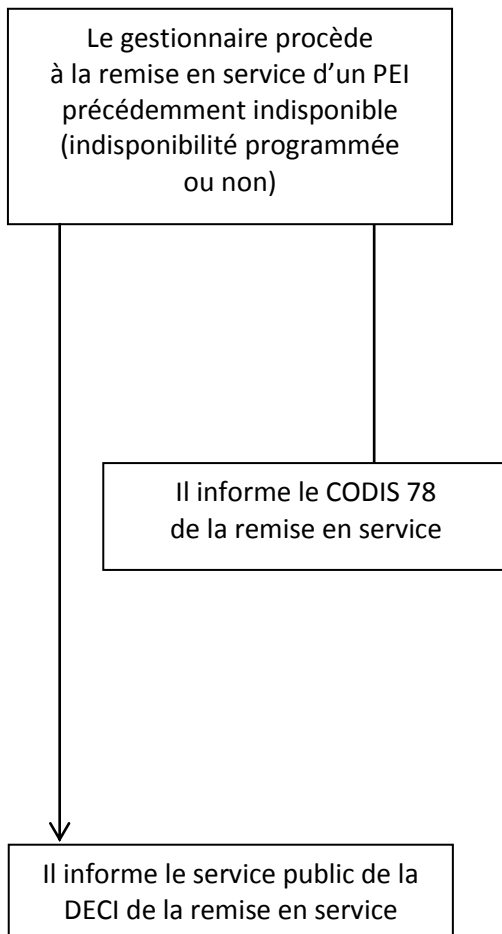 Le gestionnaire procède
à la remise en service d’un PEI
précédemment indisponible
(indisponibilité programmée
ou non)
Il informe le CODIS 78
de la remise en service
Il informe le service public de la
DECI de la remise en service